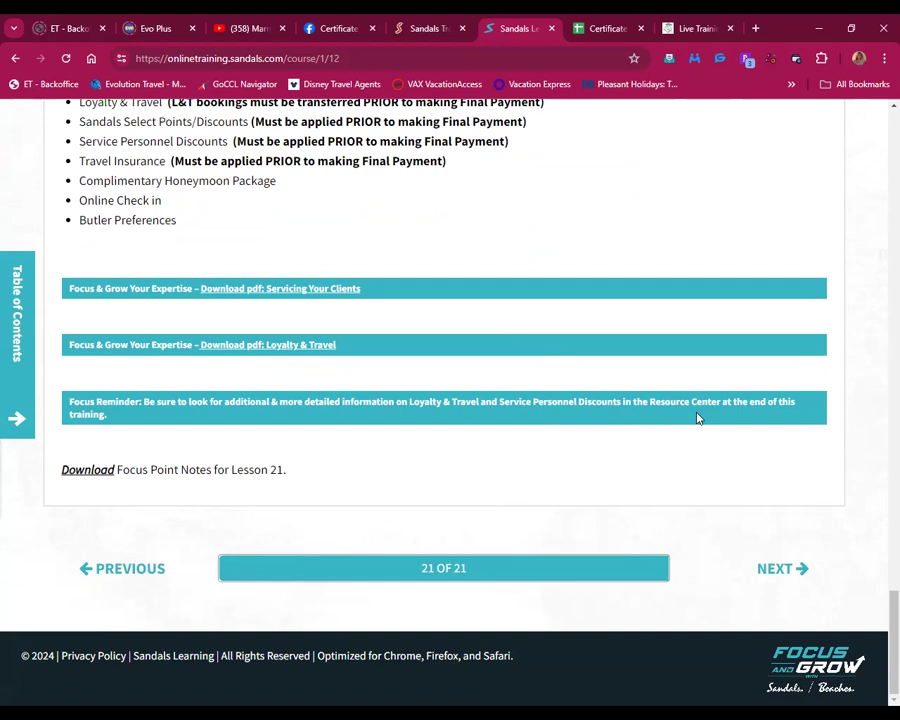 ET - Backo
Evo Plus
(358) Marr
Certificate
Sandals Tr
Sandals Le
Certificate
Live Trainin
https://onlinetraining.sandals.com/course/1/12
ET - Backoffice
Evolution Travel - M...
GoCCL Navigator
Disney Travel Agents
VAX VacationAccess
Vacation Express
Pleasant Holidays: T...
All Bookmarks
Loyalty & Travel (L&T bookings must be transferred PRIOR to making Final Payment)
Sandals Select Points/Discounts (Must be applied PRIOR to making Final Payment)
Service Personnel Discounts (Must be applied PRIOR to making Final Payment)
Travel Insurance (Must be applied PRIOR to making Final Payment)
Complimentary Honeymoon Package
Online Check in
Butler Preferences
Table of Contents
Focus & Grow Your Expertise – Download pdf: Servicing Your Clients
Focus & Grow Your Expertise – Download pdf: Loyalty & Travel
Focus Reminder: Be sure to look for additional & more detailed information on Loyalty & Travel and Service Personnel Discounts in the Resource Center at the end of this
training.
Download Focus Point Notes for Lesson 21.
PREVIOUS
21 OF 21
NEXT
© 2024 | Privacy Policy | Sandals Learning | All Rights Reserved | Optimized for Chrome, Firefox, and Safari.
FOCUS
AND GROW
WITH
Sandals. / Beaches.